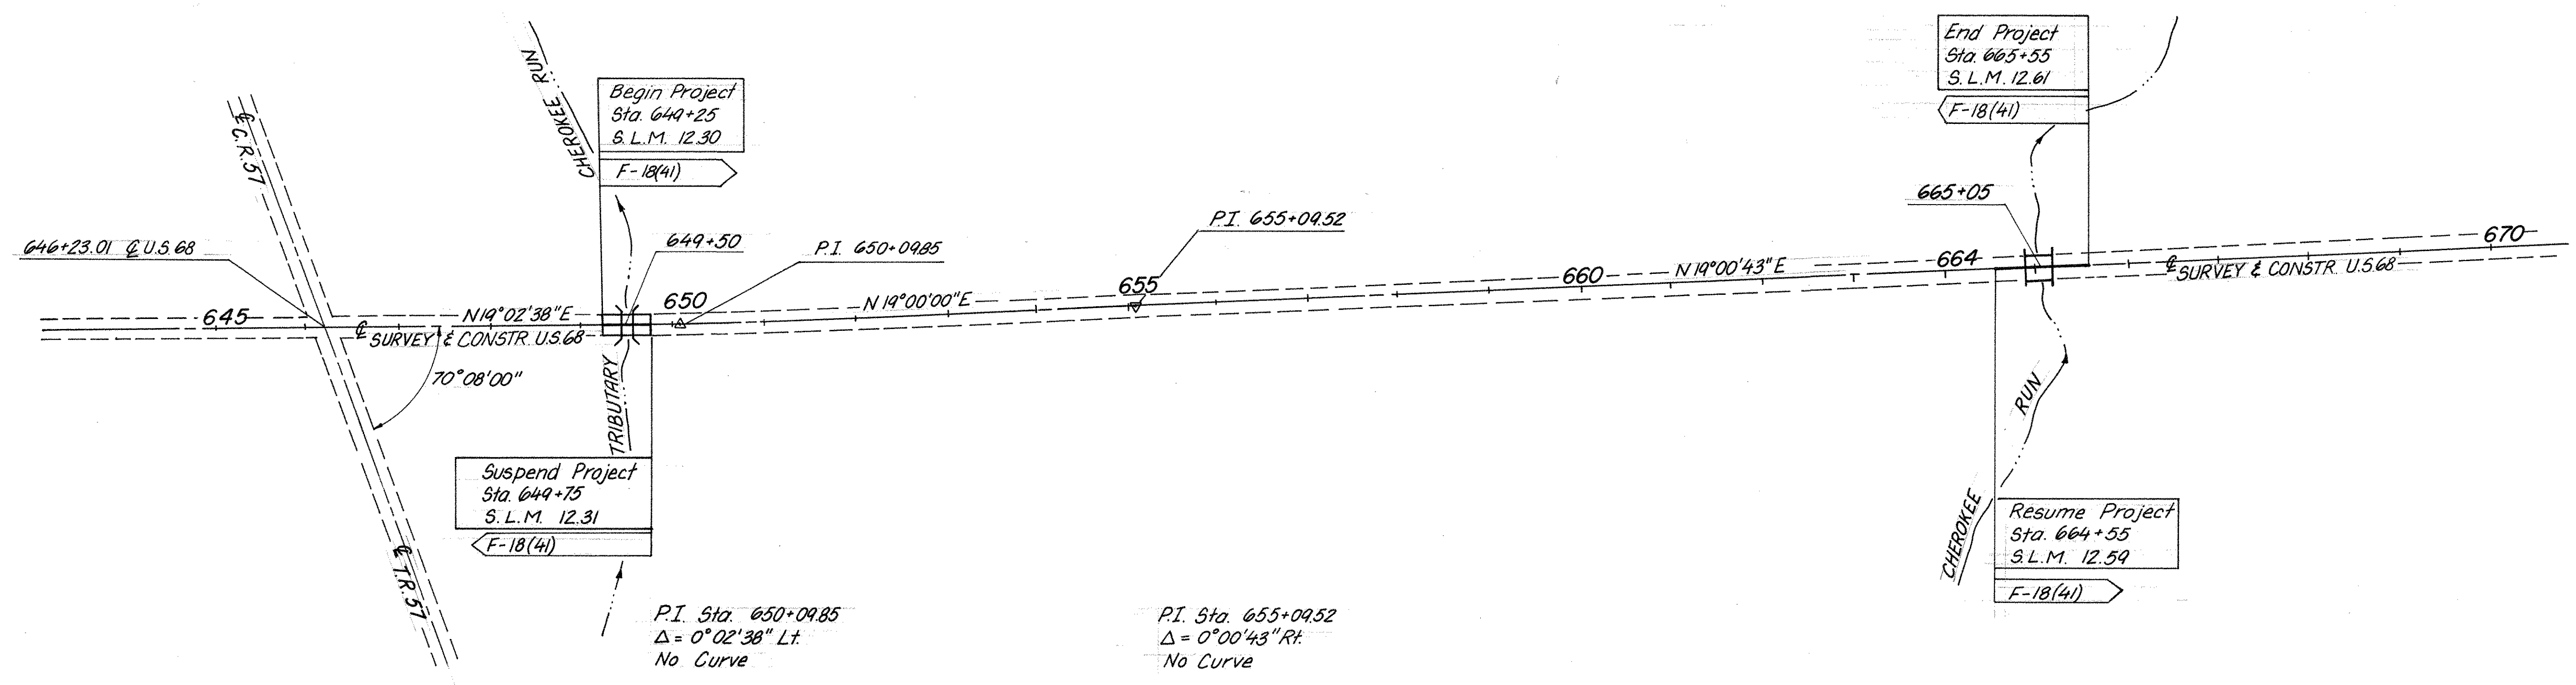 CHEROKEE RUN
Begin Project
Sta. 649+25
S.L.M. 12.30
F-18(41)
End Project
Sta. 665+55
S.L.M. 12.61
F-18(41)
℄ C.R. 57
646+23.01 ℄ U.S.68
649+50
P.I. 650+09.85
P.I. 655+09.52
665+05
645
N19°02'38"E
650
N 19°00'00"E
655
660
N 19°00'43"E
664
670
℄ SURVEY & CONSTR. U.S.68
℄ SURVEY & CONSTR. U.S.68
70°08'00"
TRIBUTARY
Suspend Project
Sta. 649+75
S.L.M. 12.31
F-18(41)
CHEROKEE RUN
Resume Project
Sta. 664+55
S.L.M. 12.59
F-18(41)
℄ T.R. 57
P.I. Sta. 650+09.85
Δ = 0°02'38" Lt.
No Curve
P.I. Sta. 655+09.52
Δ = 0°00'43" Rt.
No Curve